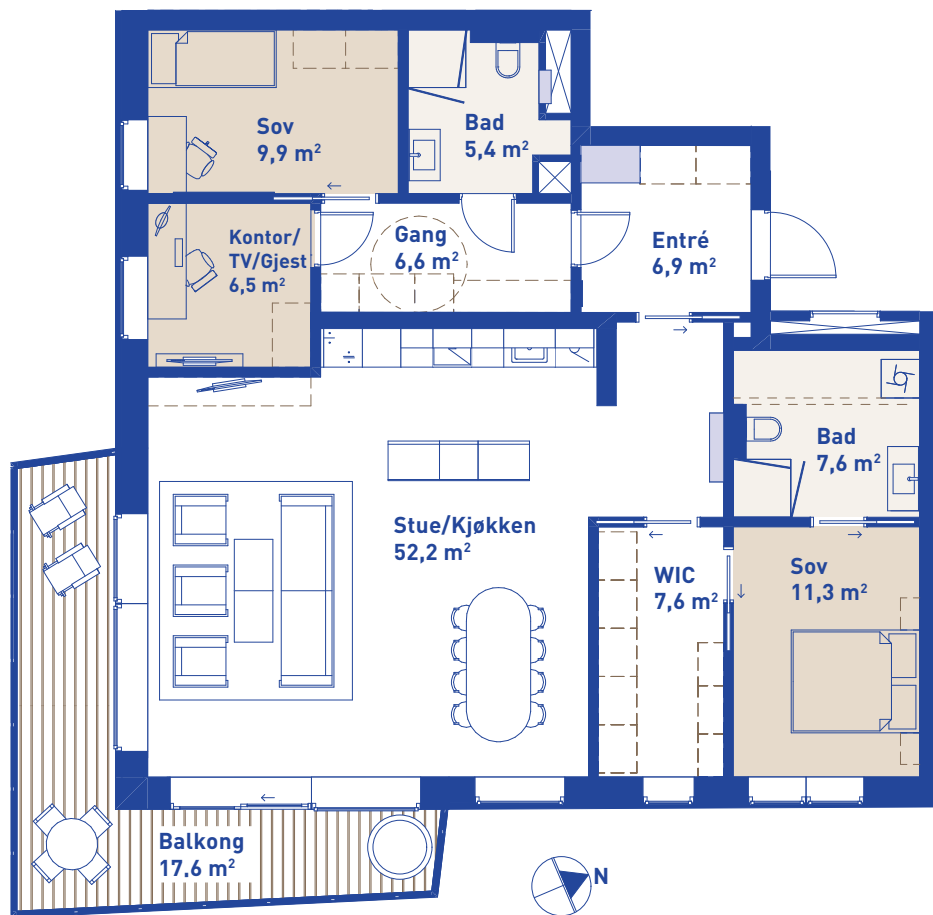 Sov
9,9 m²
Bad
5,4 m²
Kontor/
TV/Gjest
6,5 m²
Gang
6,6 m²
Entré
6,9 m²
Bad
7,6 m²
Stue/Kjøkken
52,2 m²
WIC
7,6 m²
Sov
11,3 m²
Balkong
17,6 m²
N